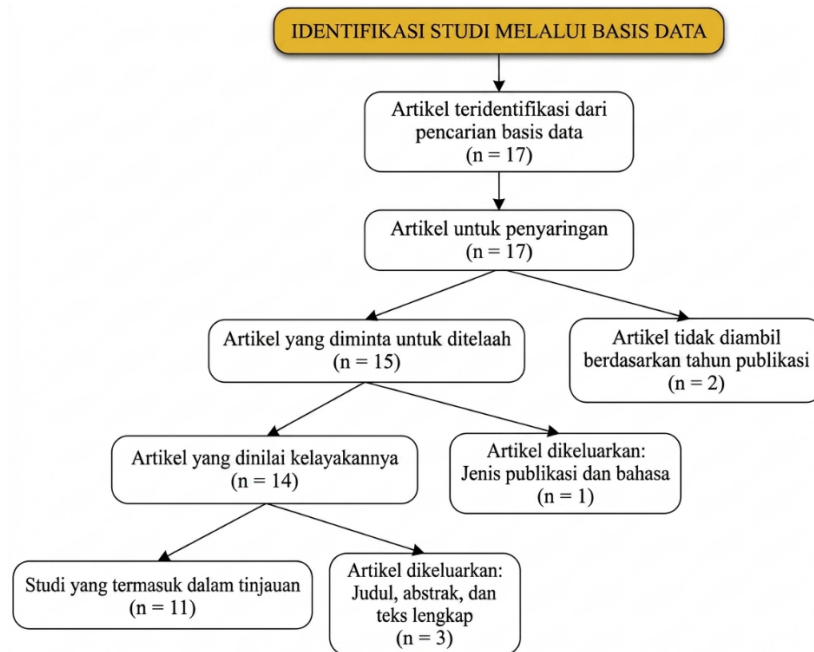 IDENTIFIKASI STUDI MELALUI BASIS DATA
Artikel teridentifikasi dari
pencarian basis data
(n = 17)
Artikel untuk penyaringan
(n = 17)
Artikel yang diminta untuk ditelaah
(n = 15)
Artikel tidak diambil
berdasarkan tahun publikasi
(n = 2)
Artikel yang dinilai kelayakannya
(n = 14)
Artikel dikeluarkan:
Jenis publikasi dan bahasa
(n = 1)
Studi yang termasuk dalam tinjauan
(n = 11)
Artikel dikeluarkan:
Judul, abstrak, dan
teks lengkap
(n = 3)